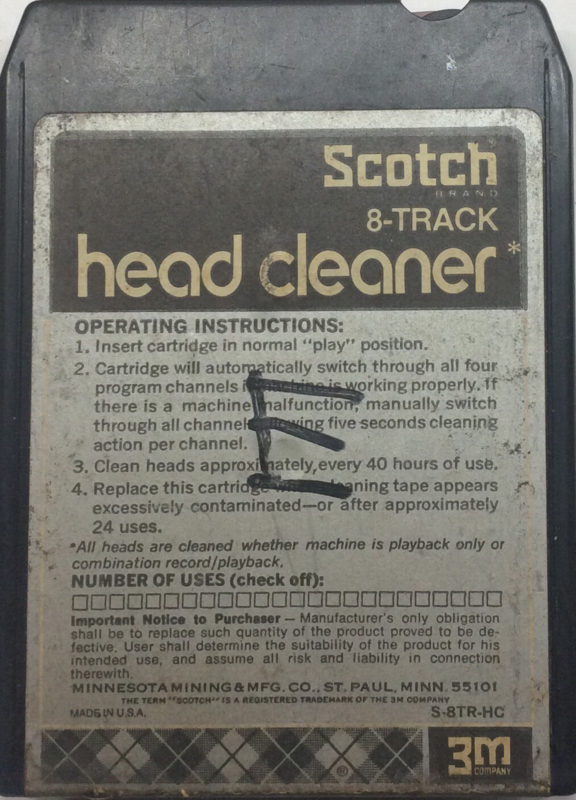 Scotch
BRAND
8-TRACK
head cleaner*
OPERATING INSTRUCTIONS:
1. Insert cartridge in normal "play" position.
2. Cartridge will automatically switch through all four
program channels if machine is working properly. If
there is a machine malfunction, manually switch
through all channels allowing five seconds cleaning
action per channel.
3. Clean heads approximately, every 40 hours of use.
4. Replace this cartridge when cleaning tape appears
excessively contaminated—or after approximately
24 uses.
*All heads are cleaned whether machine is playback only or
combination record/playback.
NUMBER OF USES (check off):
Important Notice to Purchaser — Manufacturer's only obligation
shall be to replace such quantity of the product proved to be de-
fective. User shall determine the suitability of the product for his
intended use, and assume all risk and liability in connection
therewith.
MINNESOTA MINING & MFG. CO., ST. PAUL, MINN. 55101
THE TERM "SCOTCH" IS A REGISTERED TRADEMARK OF THE 3M COMPANY
MADE IN U.S.A. S-8TR-HC
® 3M
COMPANY
E